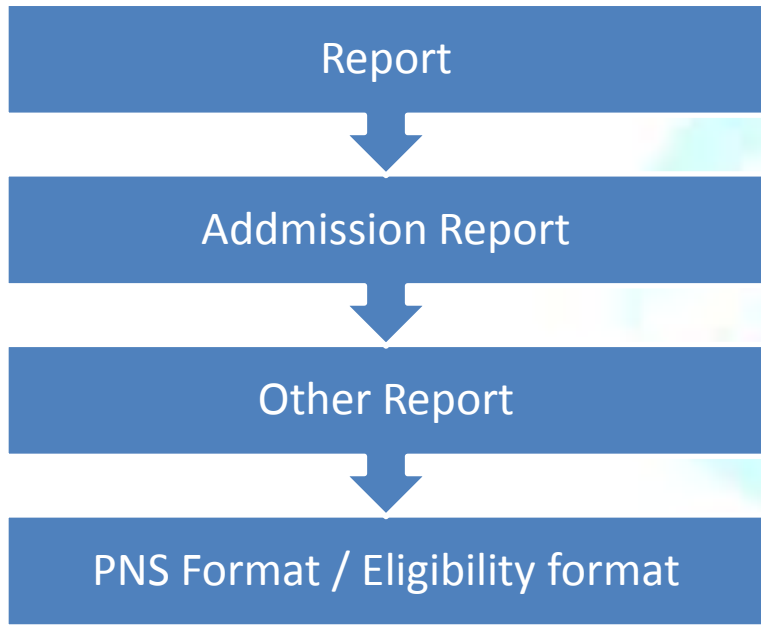 Report
Addmission Report
Other Report
PNS Format / Eligibility format